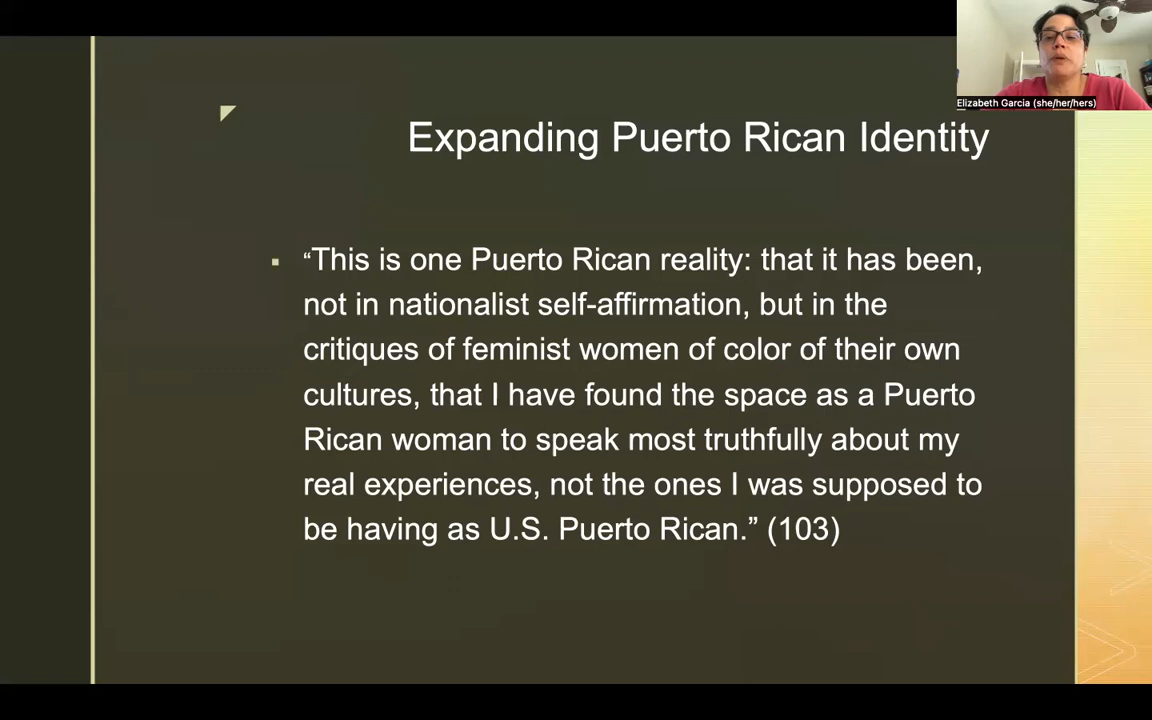 Elizabeth Garcia (she/her/hers)
Expanding Puerto Rican Identity
“This is one Puerto Rican reality: that it has been,
not in nationalist self-affirmation, but in the
critiques of feminist women of color of their own
cultures, that I have found the space as a Puerto
Rican woman to speak most truthfully about my
real experiences, not the ones I was supposed to
be having as U.S. Puerto Rican.” (103)